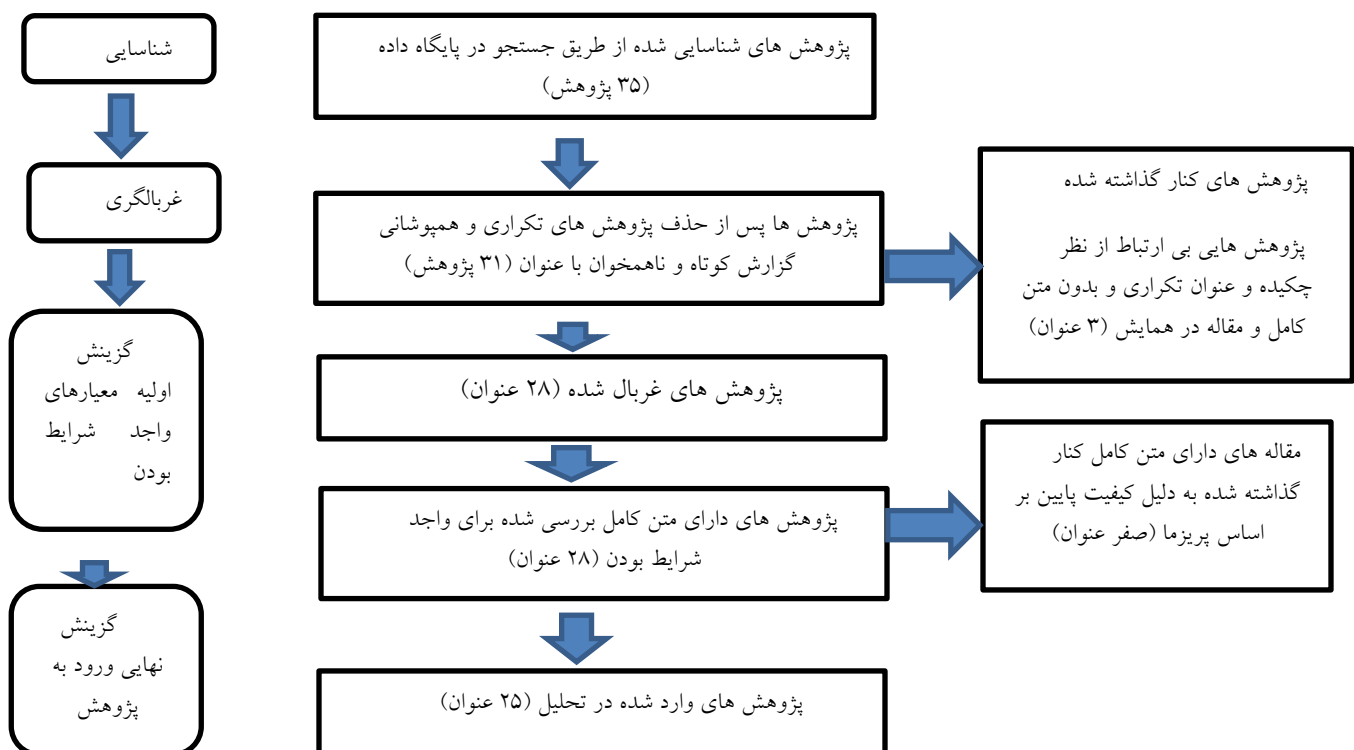 شناسایی
غربالگری
گزینش
اولیه معیارهای
واجد شرایط
بودن
گزینش
نهایی ورود به
پژوهش
پژوهش های شناسایی شده از طریق جستجو در پایگاه داده
(۳۵ پژوهش)
پژوهش ها پس از حذف پژوهش های تکراری و همپوشانی
گزارش کوتاه و ناهمخوان با عنوان (۳۱ پژوهش)
پژوهش های کنار گذاشته شده
پژوهش هایی بی ارتباط از نظر
چکیده و عنوان تکراری و بدون متن
کامل و مقاله در همایش (۳ عنوان)
پژوهش های غربال شده (۲۸ عنوان)
پژوهش های دارای متن کامل بررسی شده برای واجد
شرایط بودن (۲۸ عنوان)
مقاله های دارای متن کامل کنار
گذاشته شده به دلیل کیفیت پایین بر
اساس پریزما (صفر عنوان)
پژوهش های وارد شده در تحلیل (۲۵ عنوان)